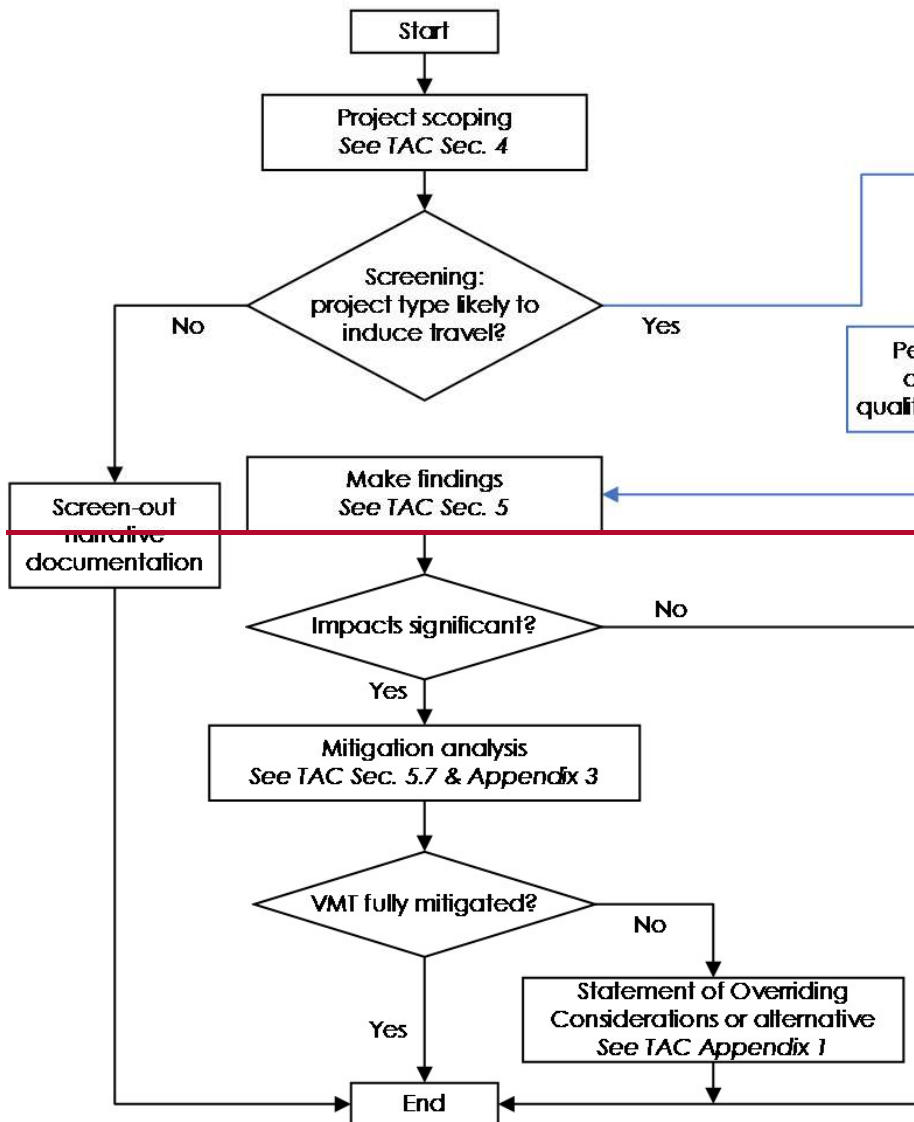 Start
Project scoping
See TAC Sec. 4
Screening:
project type likely to
induce travel?
No
Yes
qualit
Make findings
See TAC Sec. 5
Screen-out
narrative
documentation
Impacts significant?
No
Yes
Mitigation analysis
See TAC Sec. 5.7 & Appendix 3
VMT fully mitigated?
No
Yes
Statement of Overriding
Considerations or alternative
See TAC Appendix 1
End